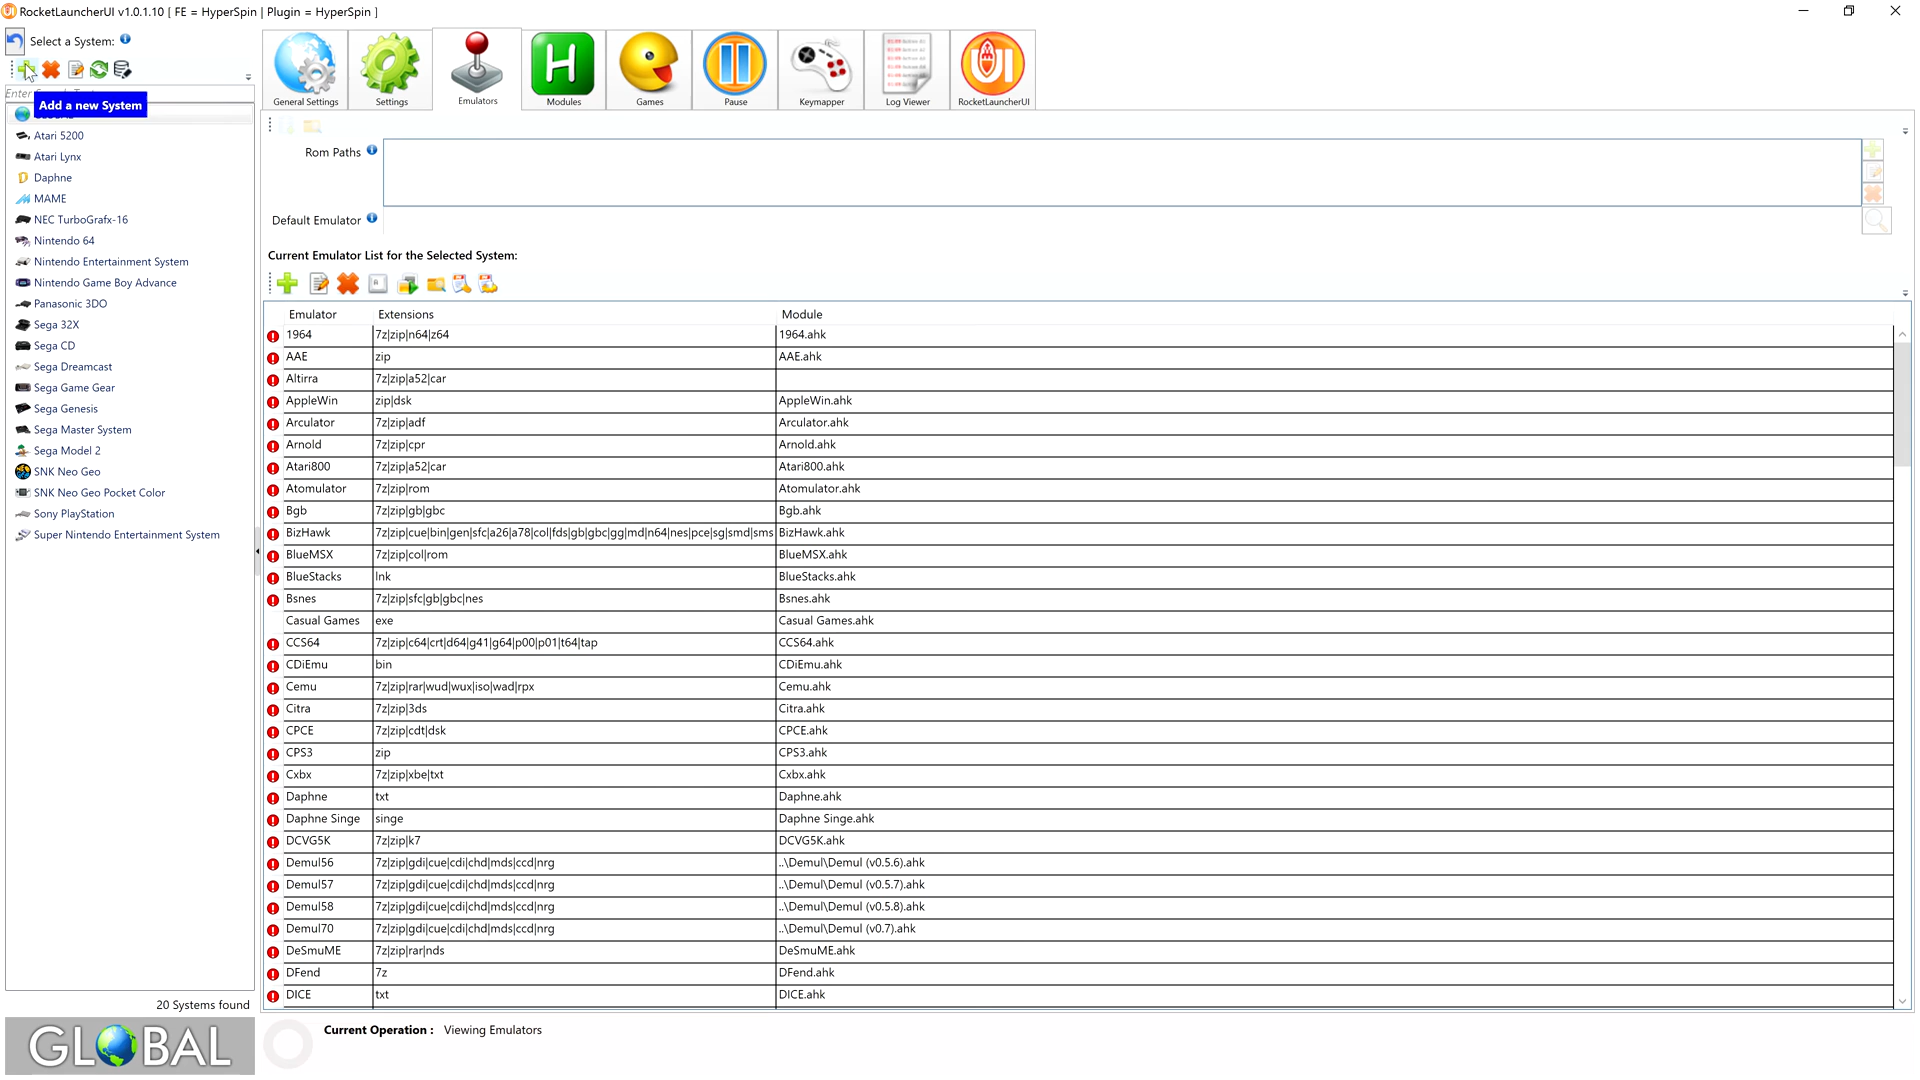 RocketLauncherUI v1.0.1.10 [ FE = HyperSpin | Plugin = HyperSpin ]
Select a System:
General Settings
Settings
Emulators
Modules
Games
Pause
Keymapper
Log Viewer
RocketLauncherUI
Enter
Add a new System
Atari 5200
Atari Lynx
Daphne
MAME
NEC TurboGrafx-16
Nintendo 64
Nintendo Entertainment System
Nintendo Game Boy Advance
Panasonic 3DO
Sega 32X
Sega CD
Sega Dreamcast
Sega Game Gear
Sega Genesis
Sega Master System
Sega Model 2
SNK Neo Geo
SNK Neo Geo Pocket Color
Sony PlayStation
Super Nintendo Entertainment System
20 Systems found
GLOBAL
Rom Paths
Default Emulator
Current Emulator List for the Selected System:
Emulator Extensions Module
1964 7z|zip|n64|z64 1964.ahk
AAE zip AAE.ahk
Altirra 7z|zip|a52|car
AppleWin zip|dsk AppleWin.ahk
Arculator 7z|zip|adf Arculator.ahk
Arnold 7z|zip|cpr Arnold.ahk
Atari800 7z|zip|a52|car Atari800.ahk
Atomulator 7z|zip|rom Atomulator.ahk
Bgb 7z|zip|gb|gbc Bgb.ahk
BizHawk 7z|zip|cue|bin|gen|sfc|a26|a78|col|fds|gb|gbc|gg|md|n64|nes|pce|sg|smd|sms BizHawk.ahk
BlueMSX 7z|zip|col|rom BlueMSX.ahk
BlueStacks lnk BlueStacks.ahk
Bsnes 7z|zip|sfc|gb|gbc|nes Bsnes.ahk
Casual Games exe Casual Games.ahk
CCS64 7z|zip|c64|crt|d64|g41|g64|p00|p01|t64|tap CCS64.ahk
CDiEmu bin CDiEmu.ahk
Cemu 7z|zip|rar|wud|wux|iso|wad|rpx Cemu.ahk
Citra 7z|zip|3ds Citra.ahk
CPCE 7z|zip|cdt|dsk CPCE.ahk
CPS3 zip CPS3.ahk
Cxbx 7z|zip|xbe|txt Cxbx.ahk
Daphne txt Daphne.ahk
Daphne Singe singe Daphne Singe.ahk
DCVG5K 7z|zip|k7 DCVG5K.ahk
Demul56 7z|zip|gdi|cue|cdi|chd|mds|ccd|nrg ..\Demul\Demul (v0.5.6).ahk
Demul57 7z|zip|gdi|cue|cdi|chd|mds|ccd|nrg ..\Demul\Demul (v0.5.7).ahk
Demul58 7z|zip|gdi|cue|cdi|chd|mds|ccd|nrg ..\Demul\Demul (v0.5.8).ahk
Demul70 7z|zip|gdi|cue|cdi|chd|mds|ccd|nrg ..\Demul\Demul (v0.7).ahk
DeSmuME 7z|zip|rar|nds DeSmuME.ahk
DFend 7z DFend.ahk
DICE txt DICE.ahk
Current Operation : Viewing Emulators